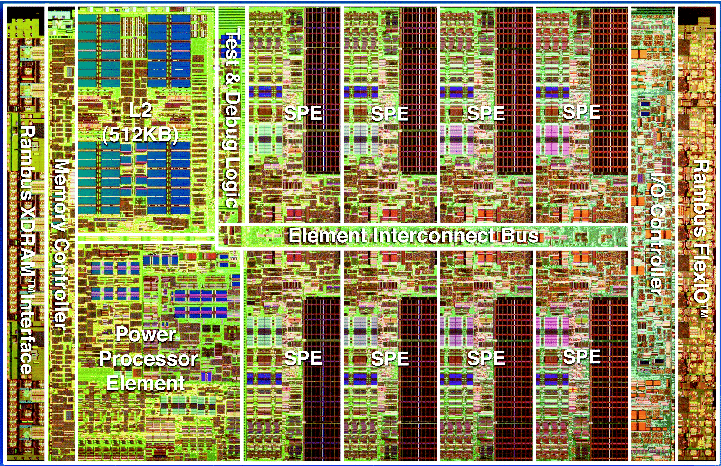 Rambus XDRAM™ Interface
Memory Controller
L2
(512KB)
Test & Debug Logic
SPE
SPE
SPE
SPE
I/O Controller
Rambus FlexIO™
Element Interconnect Bus
Power
Processor
Element
SPE
SPE
SPE
SPE